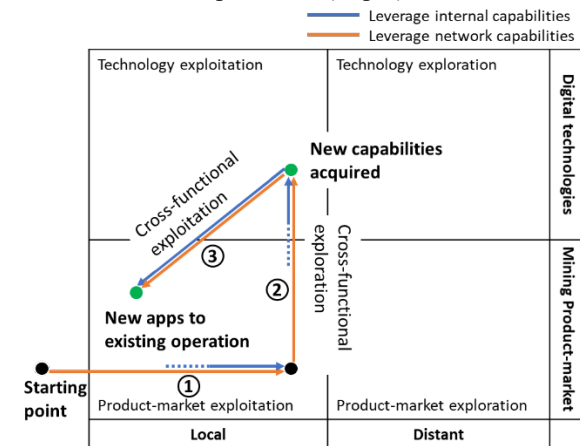 Leverage internal capabilities
Leverage network capabilities
Technology exploitation
Technology exploration
Digital technologies
New capabilities
acquired
Cross-functional
exploitation
③
Cross-functional
exploration
②
Mining Product-market
New apps to
existing operation
①
Starting
point
Product-market exploitation
Product-market exploration
Local
Distant